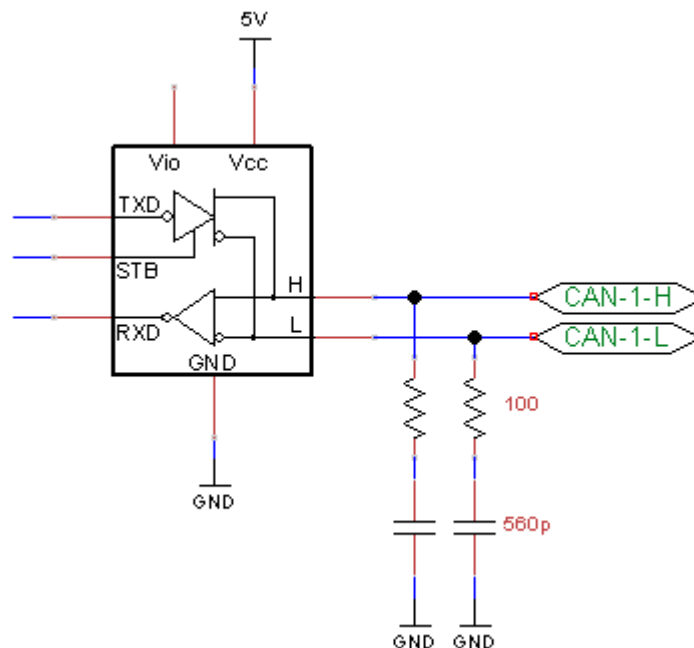 5V
Vio
Vcc
TXD
STB
H
L
RXD
GND
CAN-1-H
CAN-1-L
100
560p
GND
GND
GND